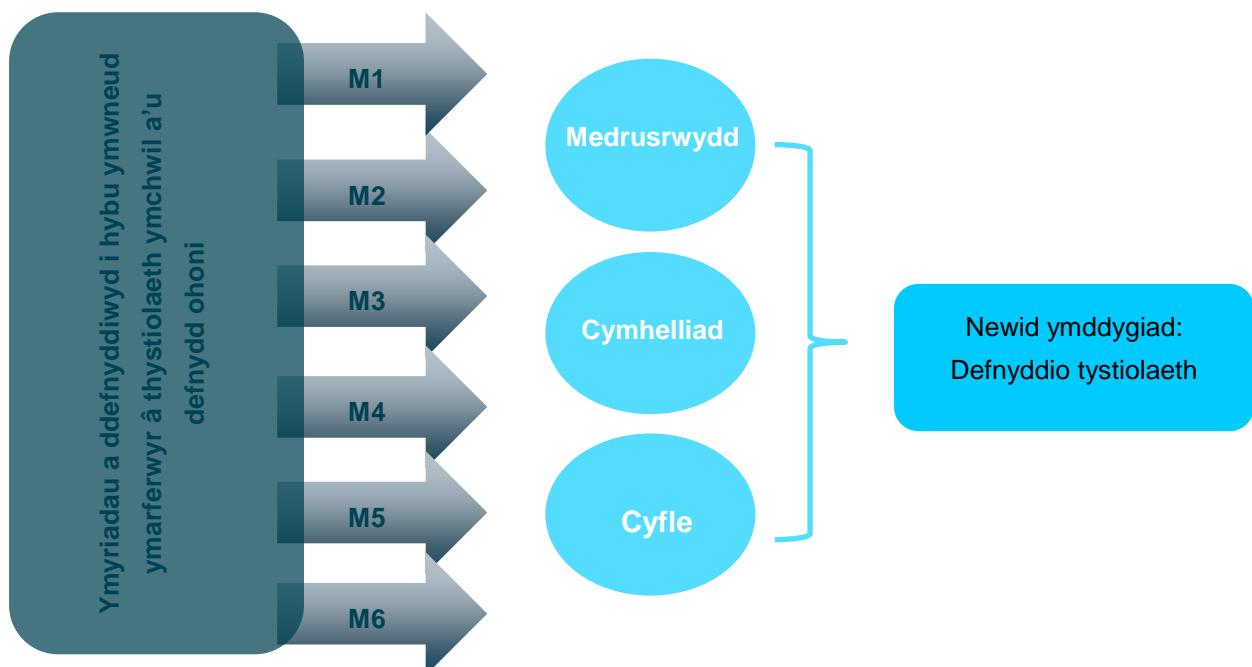 Ymyriadau a ddefnyddiwyd i hybu ymwneud
ymarferwyr â thystiolaeth ymchwil a’u
defnydd ohoni
M1
M2
M3
M4
M5
M6
Medrusrwydd
Cymhelliad
Cyfle
Newid ymddygiad:
Defnyddio tystiolaeth